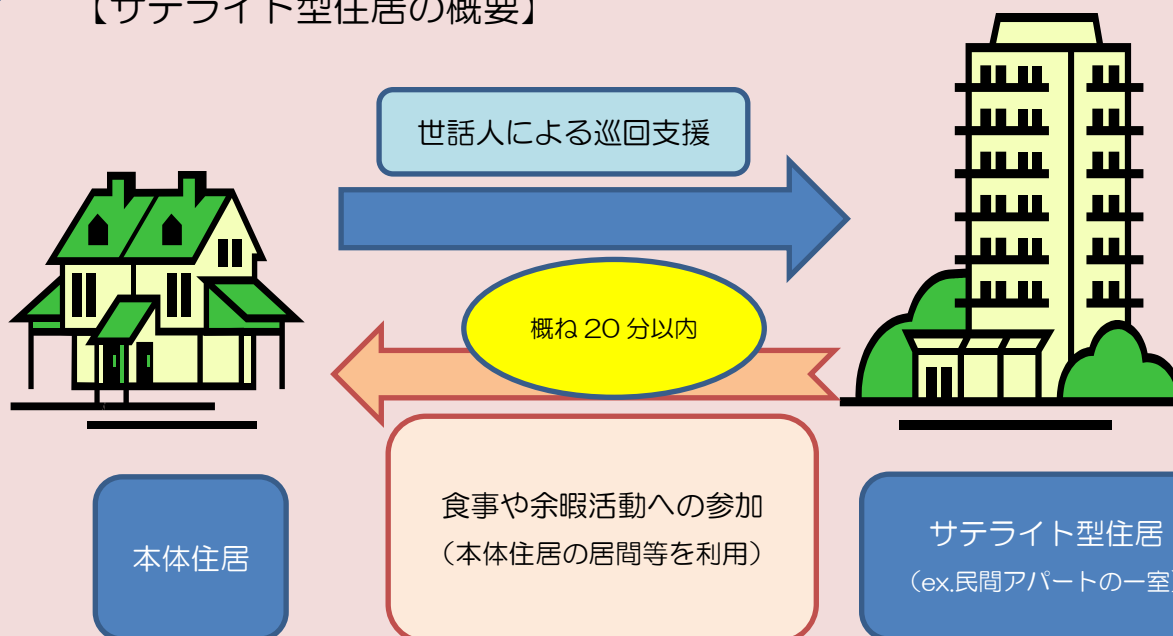 【サテライト型住居の概要】
世話人による巡回支援
概ね 20 分以内
食事や余暇活動への参加
（本体住居の居間等を利用）
本体住居
サテライト型住居
（ex.民間アパートの一室）